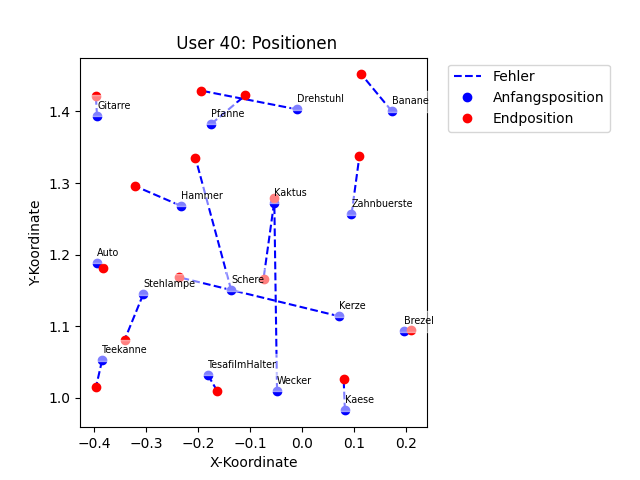 User 40: Positionen
Fehler
Anfangsposition
Endposition
Y-Koordinate
1.4
1.3
1.2
1.1
1.0
Gitarre
Pfanne
Drehstuhl
Banane
Hammer
Kaktus
Zahnbuerste
Auto
Stehlampe
Schere
Kerze
Brezel
Teekanne
TesafilmHalter
Wecker
Kaese
−0.4 −0.3 −0.2 −0.1 0.0 0.1 0.2
X-Koordinate